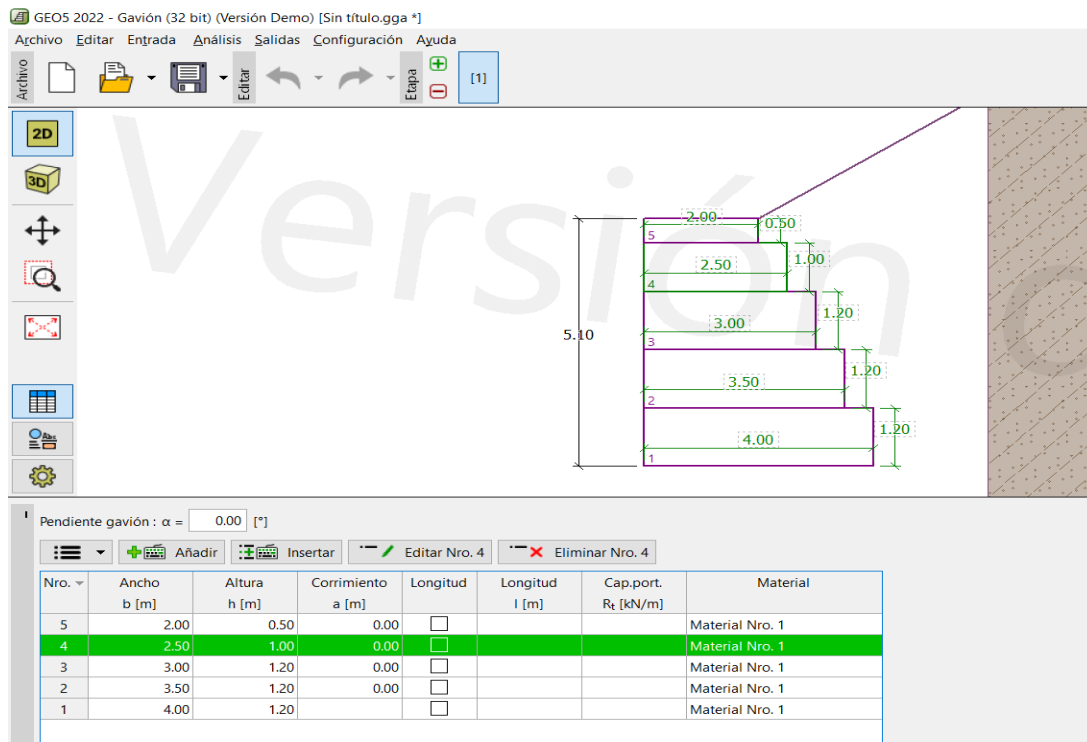 GEO5 2022 - Gavión (32 bit) (Versión Demo) [Sin título.gga *]
Archivo Editar Entrada Análisis Salidas Configuración Ayuda
Archivo
Editar
Etapa
[1]
2D
3D
Versión
2.00
0.50
5
2.50
1.00
4
3.00
1.20
3
5.10
3.50
1.20
2
4.00
1.20
1
Abc
Pendiente gavión : α = 0.00 [°]
Añadir Insertar Editar Nro. 4 Eliminar Nro. 4
Nro. Ancho Altura Corrimiento Longitud Longitud Cap.port. Material
b [m] h [m] a [m] l [m] Rt [kN/m]
5 2.00 0.50 0.00 Material Nro. 1
4 2.50 1.00 0.00 Material Nro. 1
3 3.00 1.20 0.00 Material Nro. 1
2 3.50 1.20 0.00 Material Nro. 1
1 4.00 1.20 Material Nro. 1